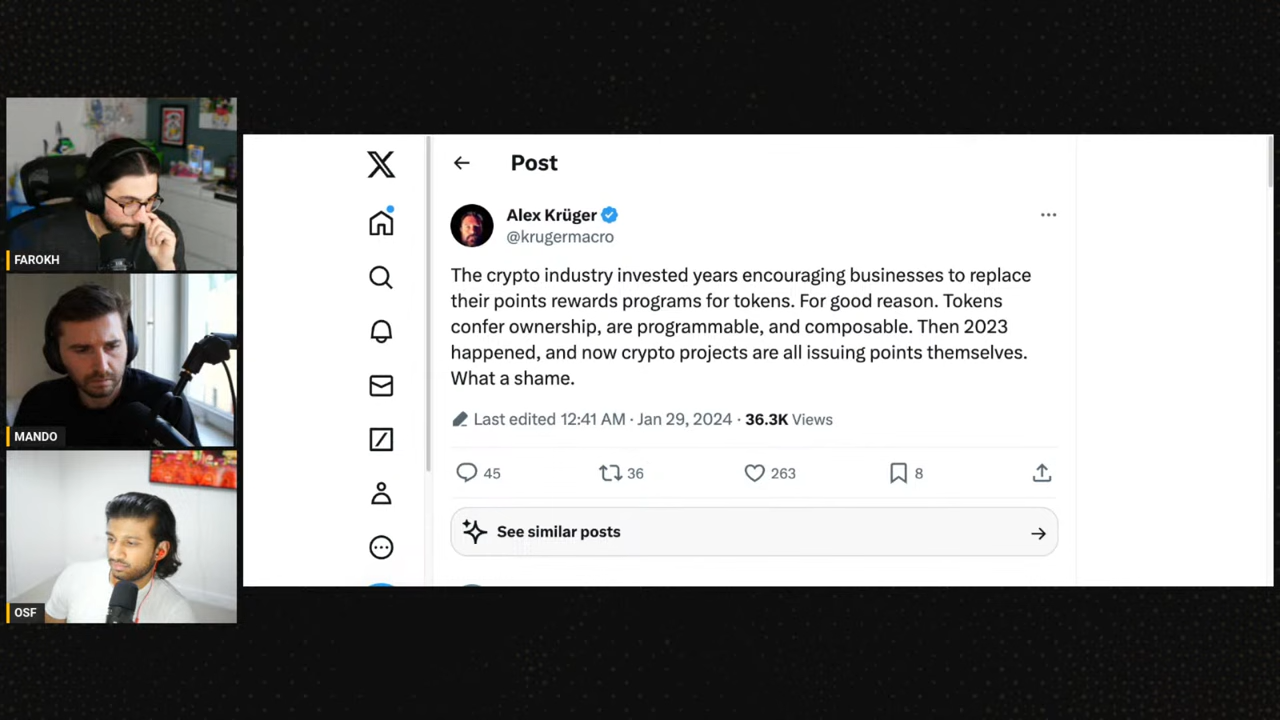 FAROKH
MANDO
OSF
Post
Alex Krüger
@krugermacro
The crypto industry invested years encouraging businesses to replace
their points rewards programs for tokens. For good reason. Tokens
confer ownership, are programmable, and composable. Then 2023
happened, and now crypto projects are all issuing points themselves.
What a shame.
Last edited 12:41 AM · Jan 29, 2024 · 36.3K Views
45 36 263 8
See similar posts